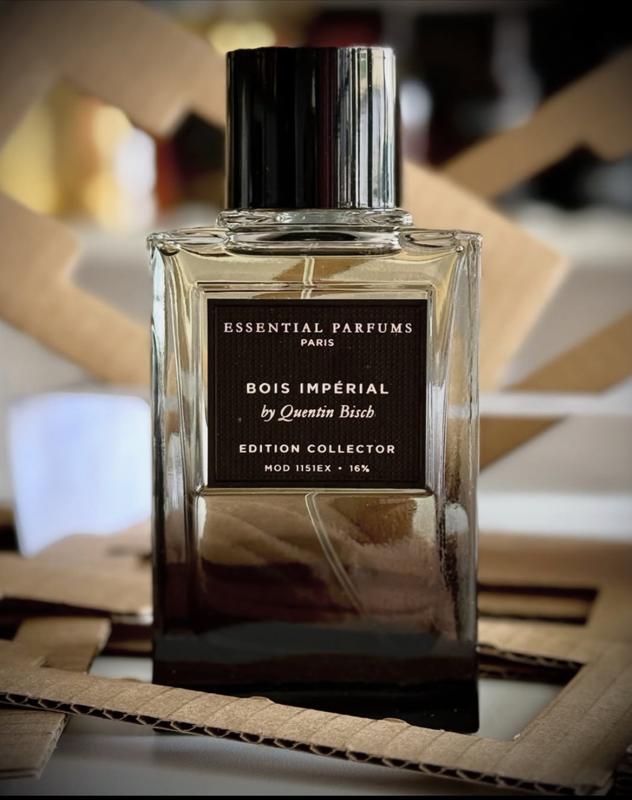 ESSENTIAL PARFUMS
PARIS
BOIS IMPÉRIAL
by Quentin Bisch
EDITION COLLECTOR
MOD 1151EX • 16%